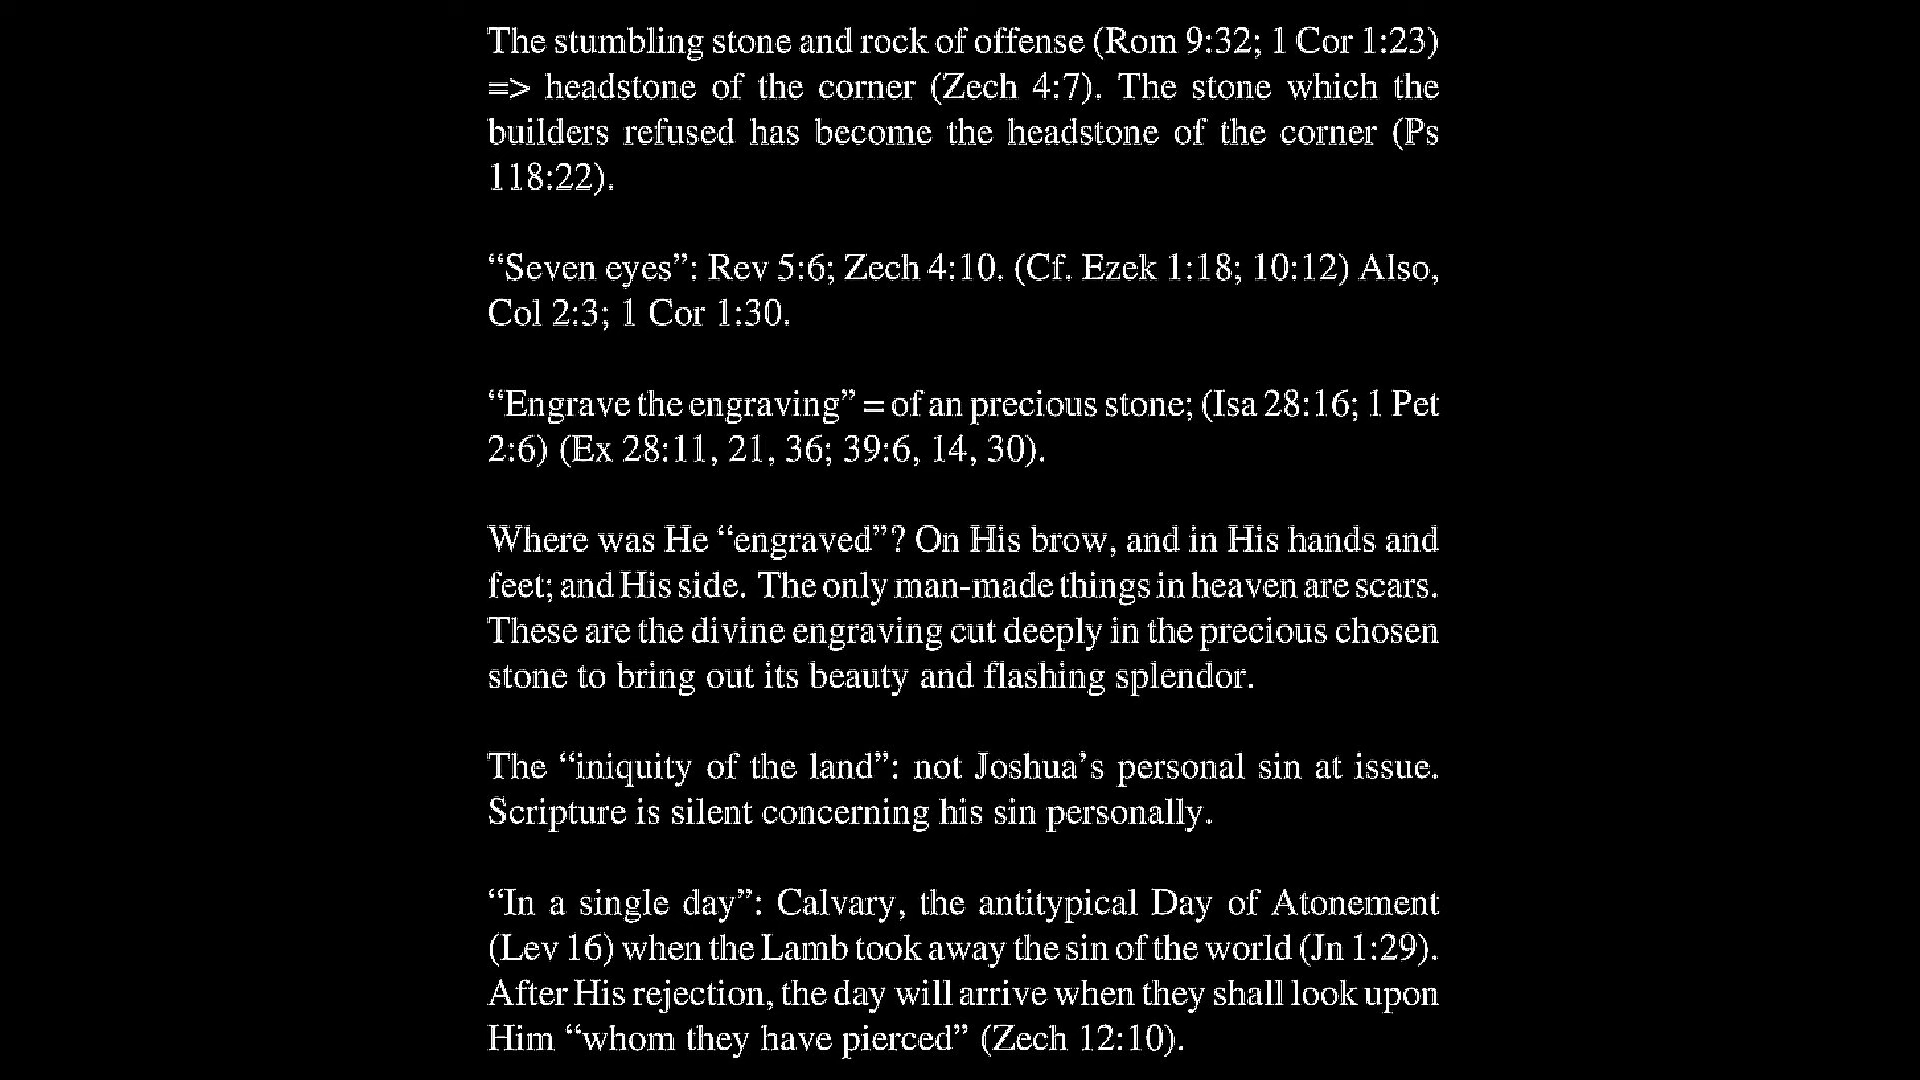 The stumbling stone and rock of offense (Rom 9:32; 1 Cor 1:23)
=> headstone of the corner (Zech 4:7). The stone which the
builders refused has become the headstone of the corner (Ps
118:22).
“Seven eyes”: Rev 5:6; Zech 4:10. (Cf. Ezek 1:18; 10:12) Also,
Col 2:3; 1 Cor 1:30.
“Engrave the engraving” = of an precious stone; (Isa 28:16; 1 Pet
2:6) (Ex 28:11, 21, 36; 39:6, 14, 30).
Where was He “engraved”? On His brow, and in His hands and
feet; and His side. The only man-made things in heaven are scars.
These are the divine engraving cut deeply in the precious chosen
stone to bring out its beauty and flashing splendor.
The “iniquity of the land”: not Joshua’s personal sin at issue.
Scripture is silent concerning his sin personally.
“In a single day”: Calvary, the antitypical Day of Atonement
(Lev 16) when the Lamb took away the sin of the world (Jn 1:29).
After His rejection, the day will arrive when they shall look upon
Him “whom they have pierced” (Zech 12:10).